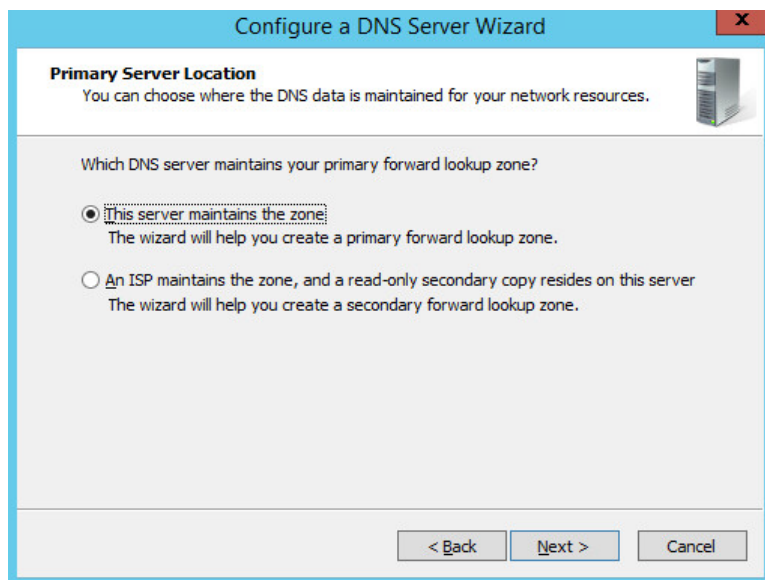 Configure a DNS Server Wizard
x
Primary Server Location
You can choose where the DNS data is maintained for your network resources.
Which DNS server maintains your primary forward lookup zone?
This server maintains the zone
The wizard will help you create a primary forward lookup zone.
An ISP maintains the zone, and a read-only secondary copy resides on this server
The wizard will help you create a secondary forward lookup zone.
< Back Next > Cancel